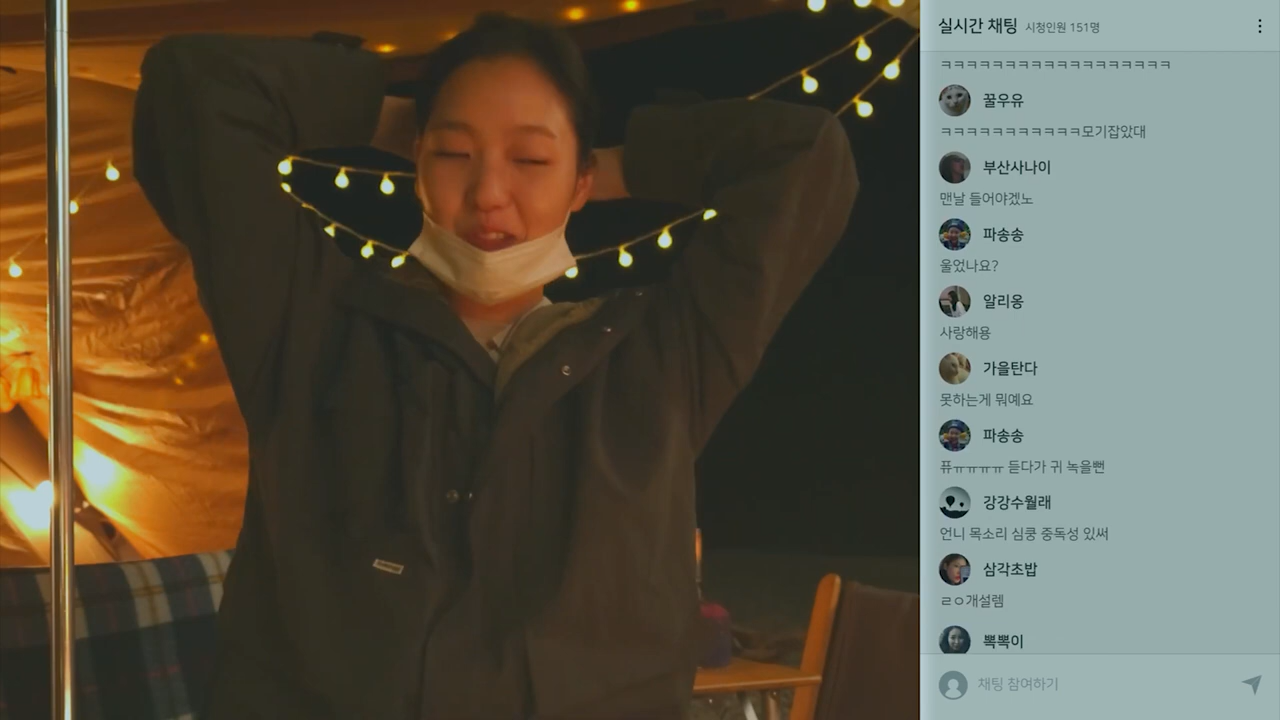 실시간 채팅 시청인원 151명
ㅋㅋㅋㅋㅋㅋㅋㅋㅋㅋㅋㅋㅋㅋㅋㅋㅋㅋ
꿀우유
ㅋㅋㅋㅋㅋㅋㅋㅋㅋㅋㅋ모기잡았대
부산사나이
맨날 들어야겠노
파송송
울었나요?
알리옹
사랑해용
가을탄다
못하는게 뭐예요
파송송
퓨ㅠㅠㅠㅠ 듣다가 귀 녹을뻔
강강수월래
언니 목소리 심쿵 중독성 있써
삼각초밥
ㄹㅇ개설렘
뽁뽁이
채팅 참여하기